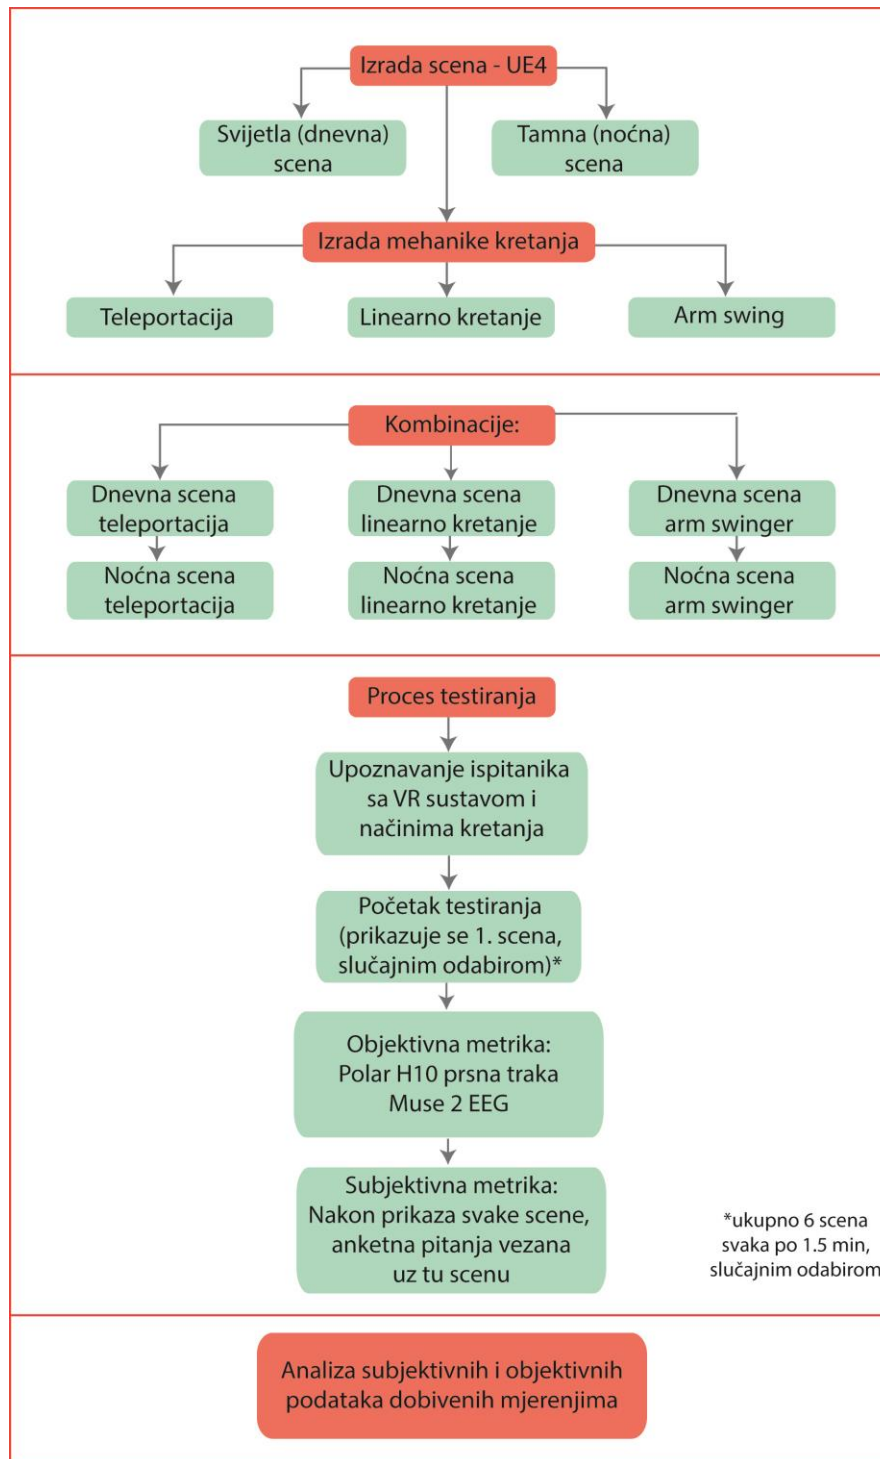 Izrada scena - UE4
Svijetla (dnevna)
scena
Tamna (noćna)
scena
Izrada mehanike kretanja
Teleportacija
Linearno kretanje
Arm swing
Kombinacije:
Dnevna scena
teleportacija
Dnevna scena
linearno kretanje
Dnevna scena
arm swinger
Noćna scena
teleportacija
Noćna scena
linearno kretanje
Noćna scena
arm swinger
Proces testiranja
Upoznavanje ispitanika
sa VR sustavom i
načinima kretanja
Početak testiranja
(prikazuje se 1. scena,
slučajnim odabirom)*
Objektivna metrika:
Polar H10 prsna traka
Muse 2 EEG
Subjektivna metrika:
Nakon prikaza svake scene,
anketna pitanja vezana
uz tu scenu
*ukupno 6 scena
svaka po 1.5 min,
slučajnim odabirom
Analiza subjektivnih i objektivnih
podataka dobivenih mjerenjima